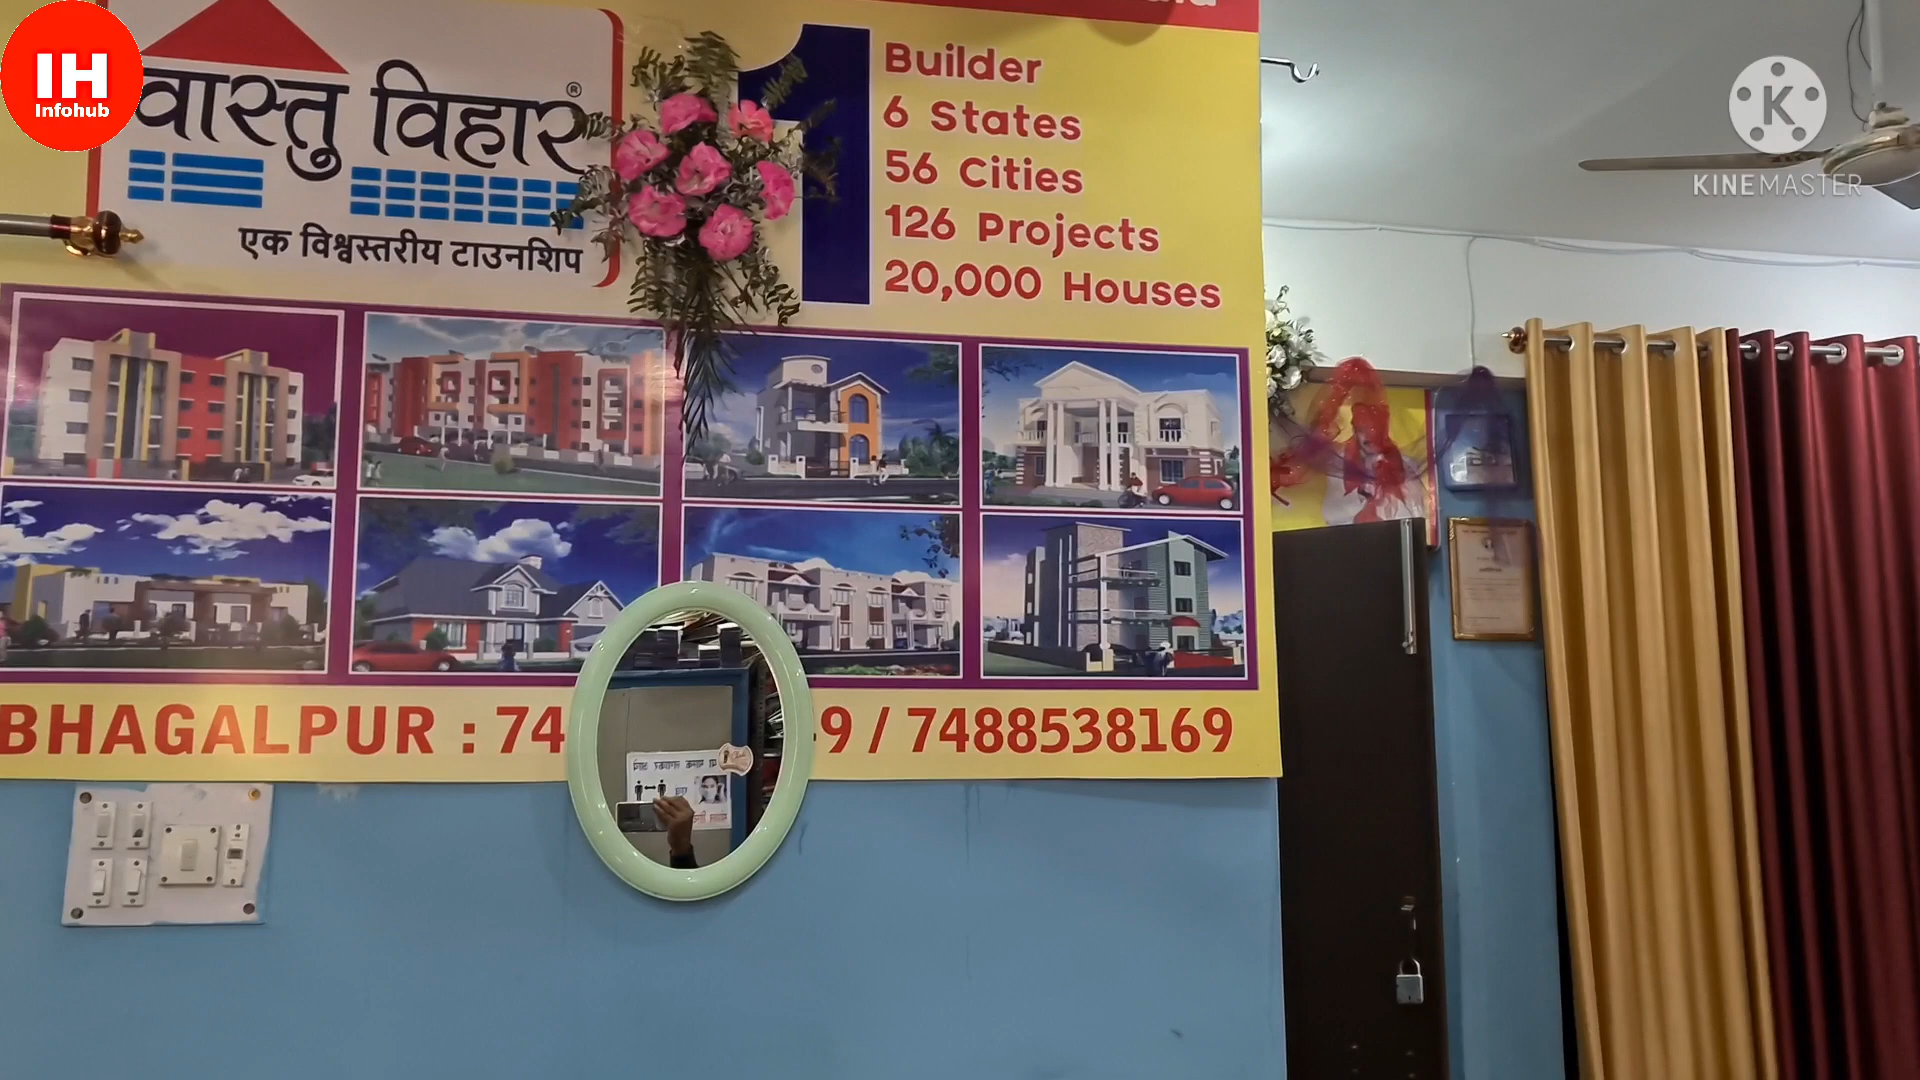 IH
Infohub
वास्तु विहार®
एक विश्वस्तरीय टाउनशिप
1
Builder
6 States
56 Cities
126 Projects
20,000 Houses
K
KINEMASTER
BHAGALPUR : 74
9 / 7488538169